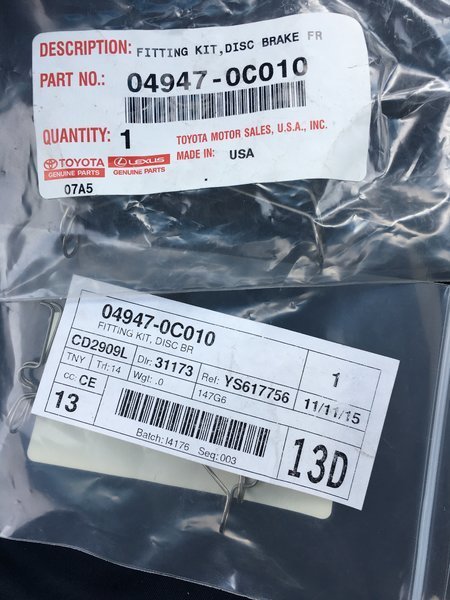 DESCRIPTION: FITTING KIT,DISC BRAKE FR
PART NO.: 04947-0C010
QUANTITY: 1
TOYOTA MOTOR SALES, U.S.A., INC.
TOYOTA GENUINE PARTS LEXUS GENUINE PARTS
MADE IN: USA
07A5
04947-0C010
FITTING KIT, DISC BR
1
CD2909L Dlr: 31173 Ref: YS617756 11/11/15
TNY Trl:14 Wgt: .0 147G6
cc: CE
13
Batch: I4176 Seq: 003
13D